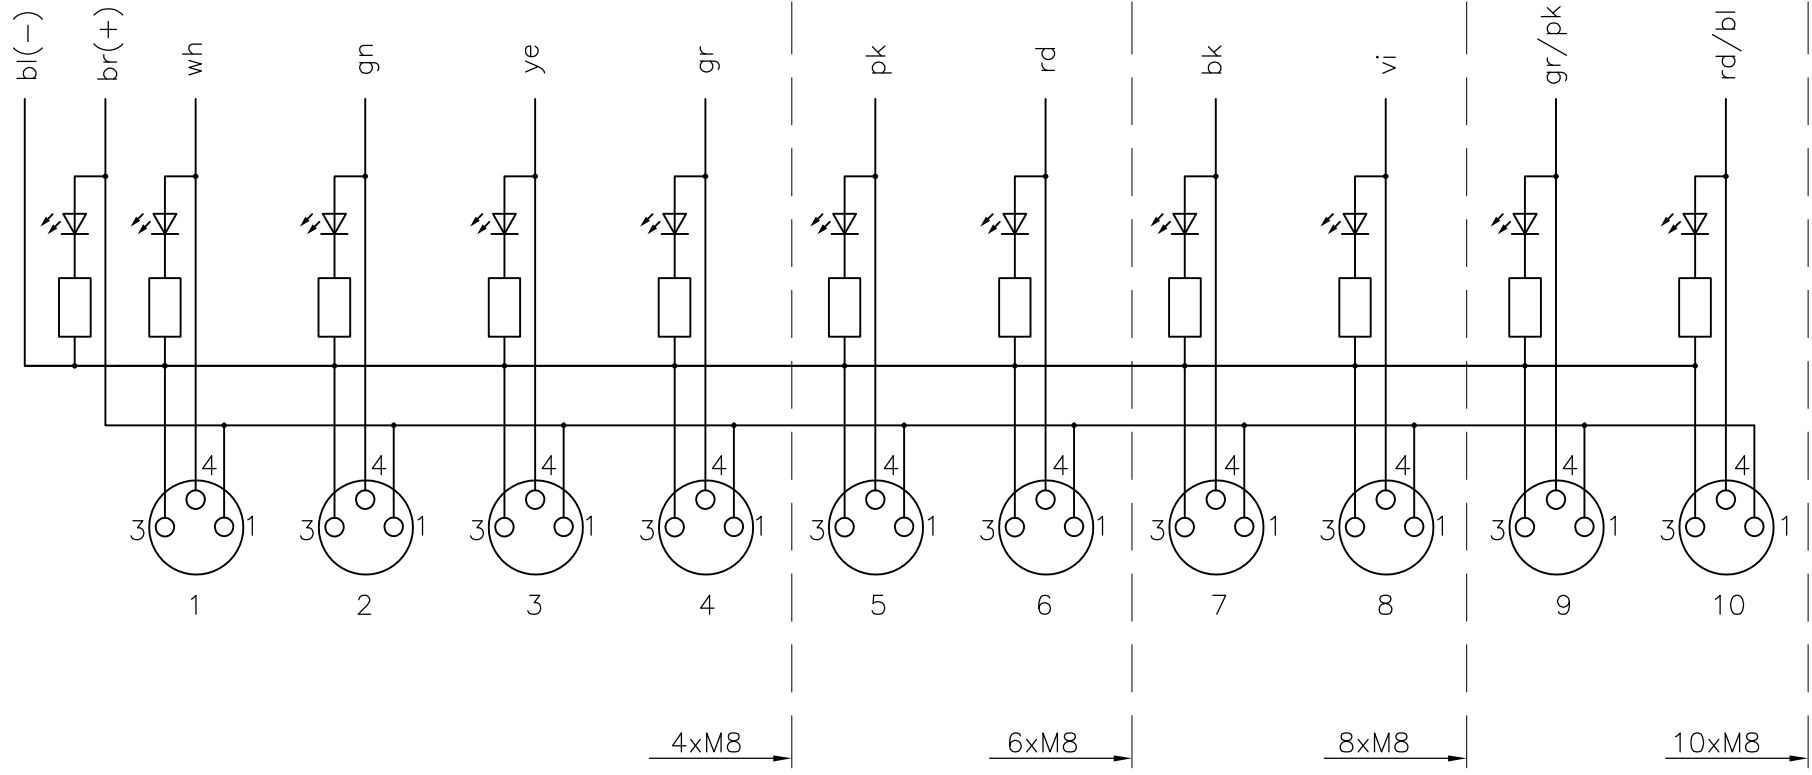 bl(-) br(+) wh gn ye gr pk rd bk vi gr/pk rd/bl
4 4 4 4 4 4 4 4 4 4
3 1 3 1 3 1 3 1 3 1 3 1 3 1 3 1 3 1 3 1
1 2 3 4 5 6 7 8 9 10
4xM8 6xM8 8xM8 10xM8